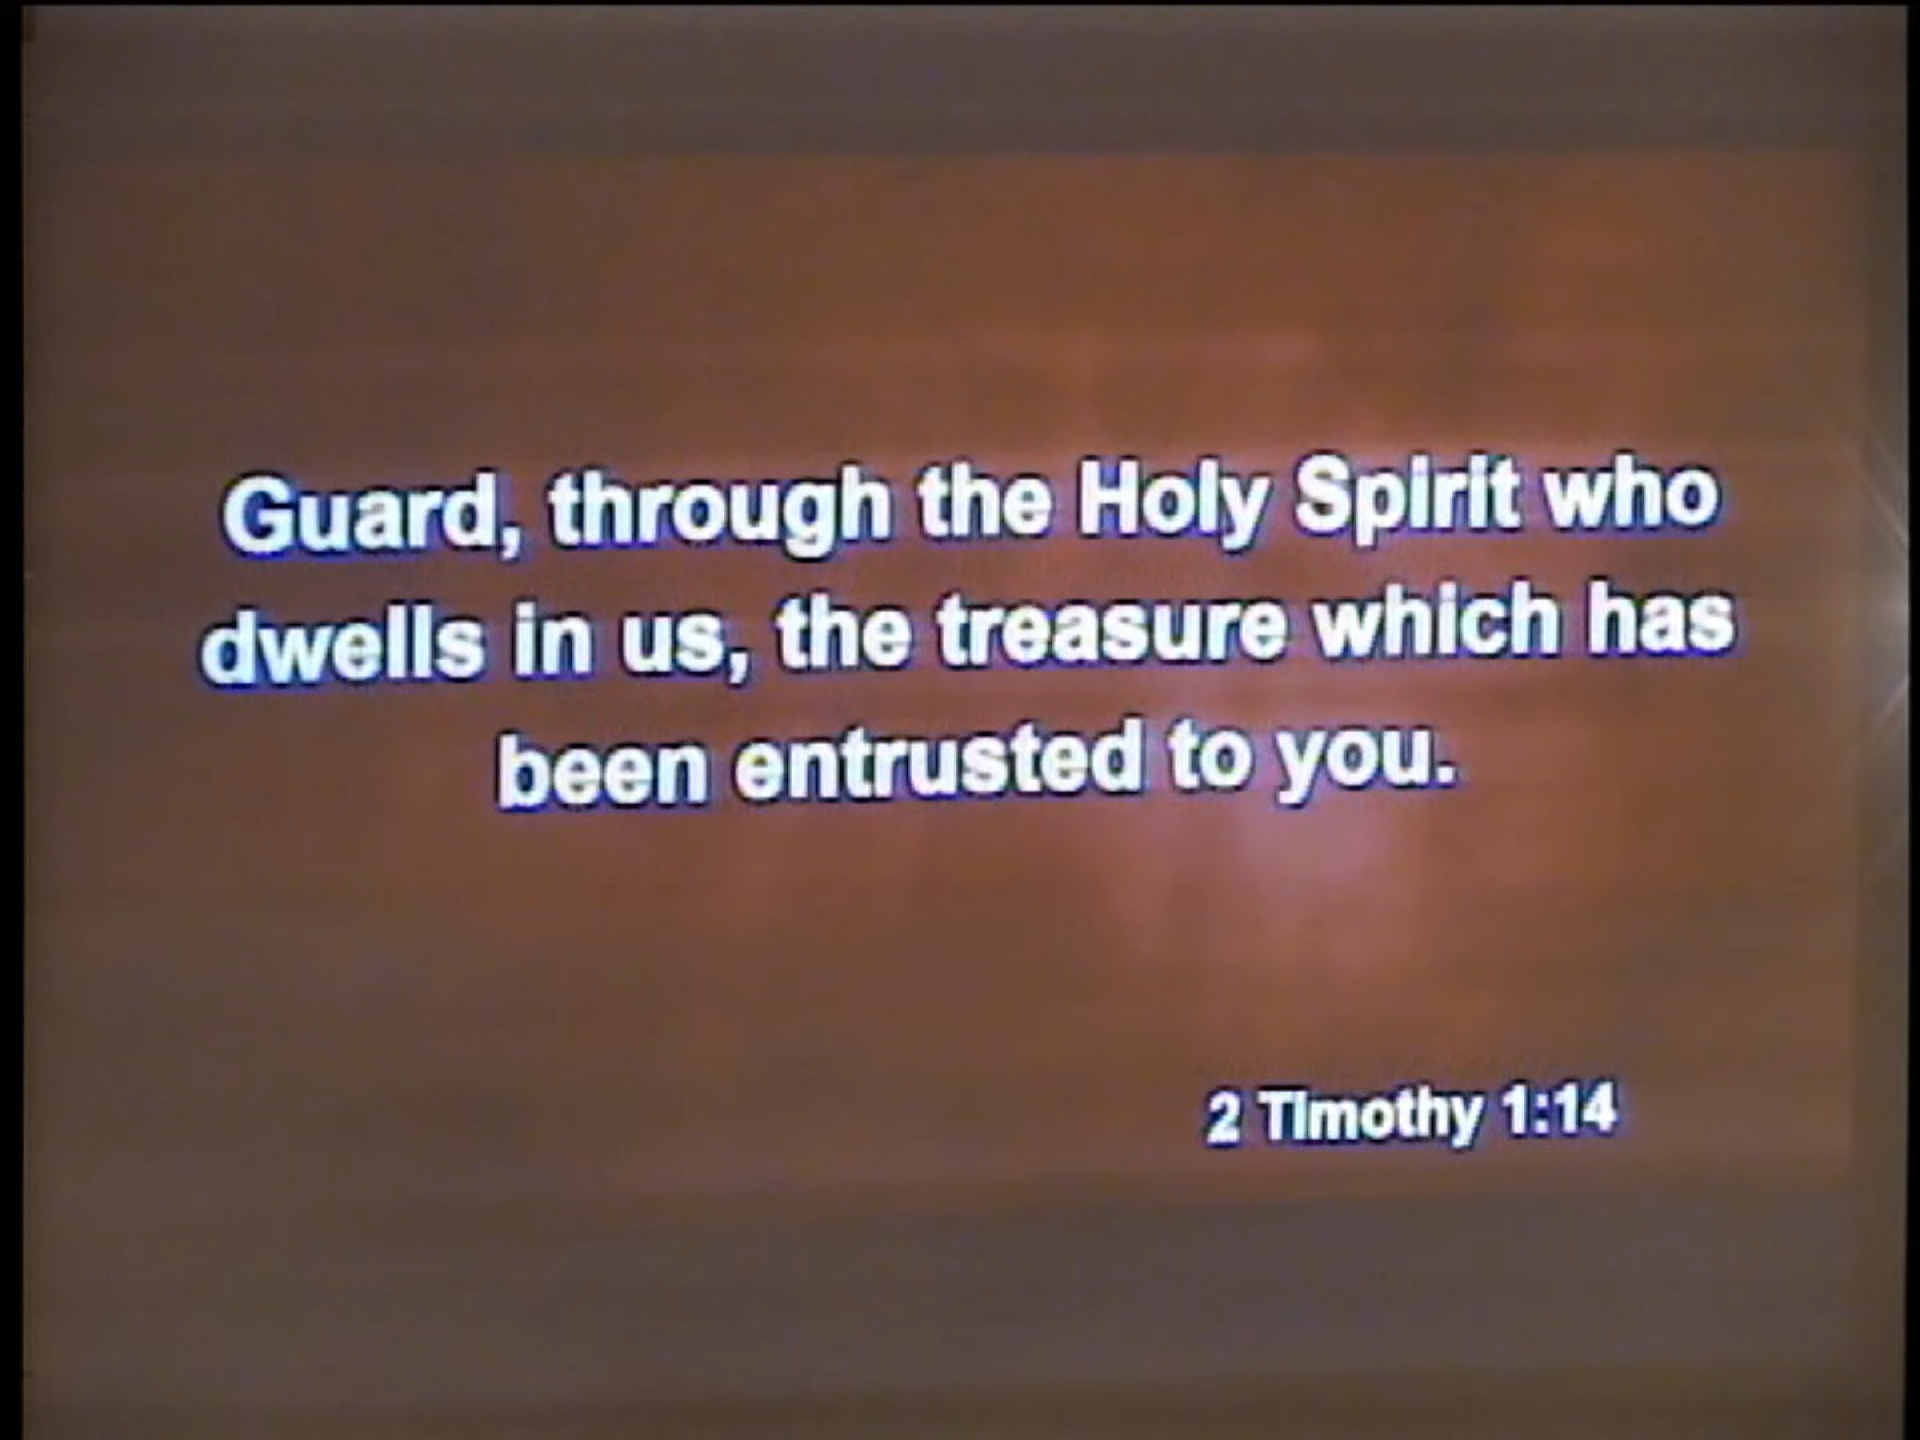 Guard, through the Holy Spirit who
dwells in us, the treasure which has
been entrusted to you.
2 Timothy 1:14